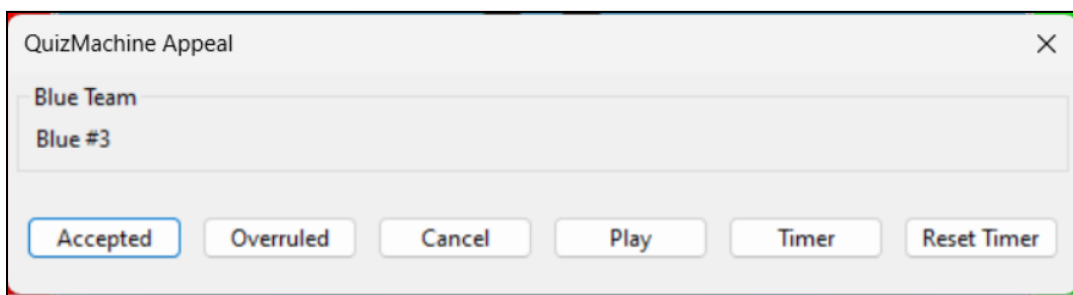 QuizMachine Appeal
Blue Team
Blue #3
Accepted Overruled Cancel Play Timer Reset Timer